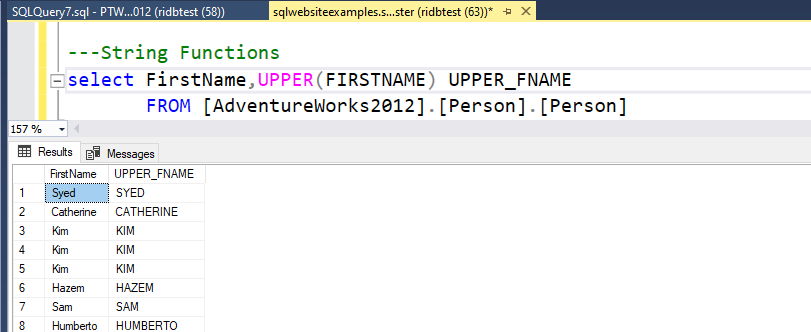 SQLQuery7.sql - PTW...012 (ridbtest (58))
sqlwebsiteexamples.s...ster (ridbtest (63))*
---String Functions
select FirstName,UPPER(FIRSTNAME) UPPER_FNAME
FROM [AdventureWorks2012].[Person].[Person]
157 %
Results Messages
FirstName UPPER_FNAME
1 Syed SYED
2 Catherine CATHERINE
3 Kim KIM
4 Kim KIM
5 Kim KIM
6 Hazem HAZEM
7 Sam SAM
8 Humberto HUMBERTO